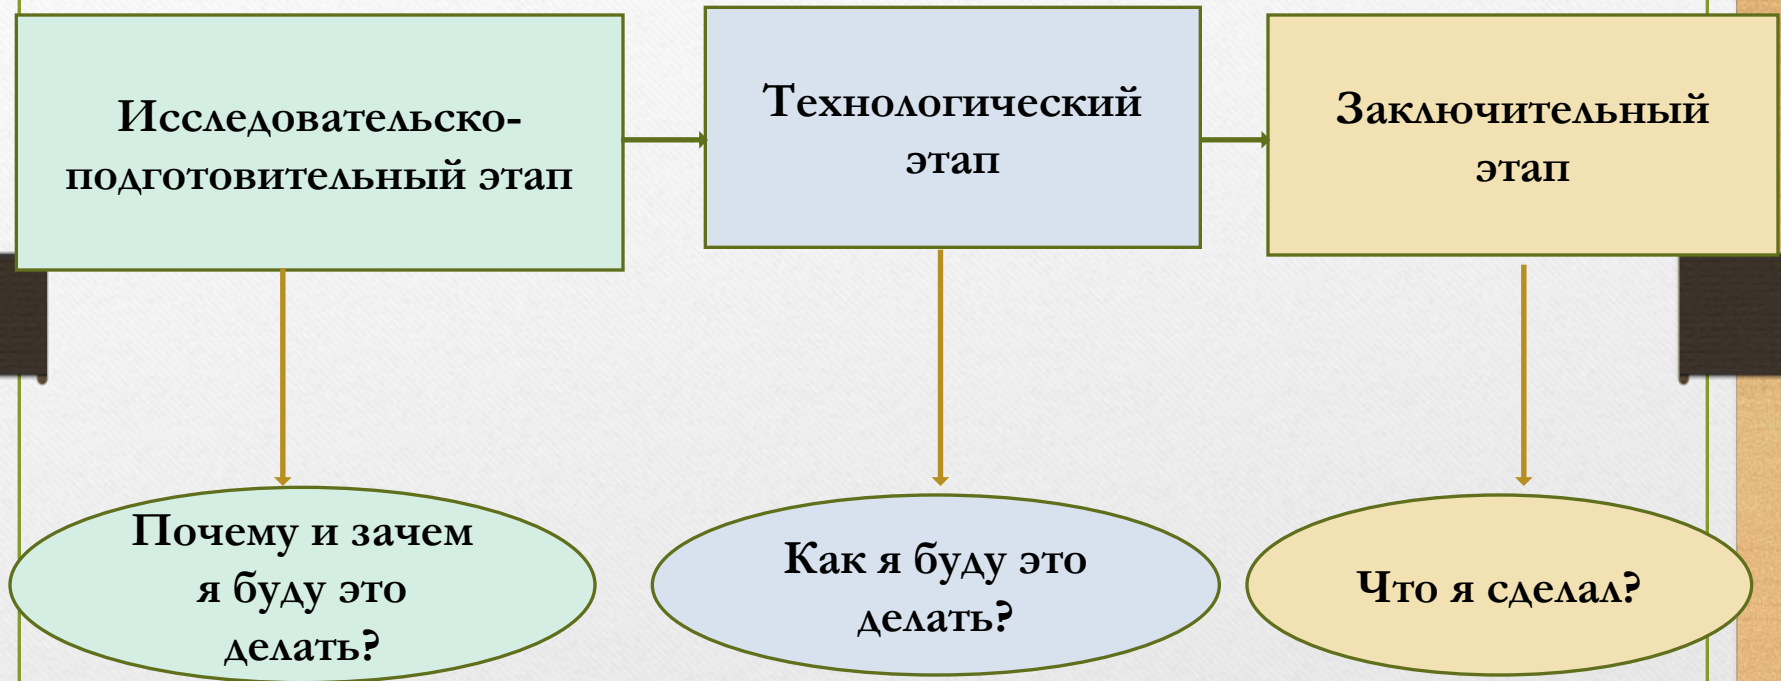 Исследовательско-
подготовительный этап
Технологический
этап
Заключительный
этап
Почему и зачем
я буду это
делать?
Как я буду это
делать?
Что я сделал?